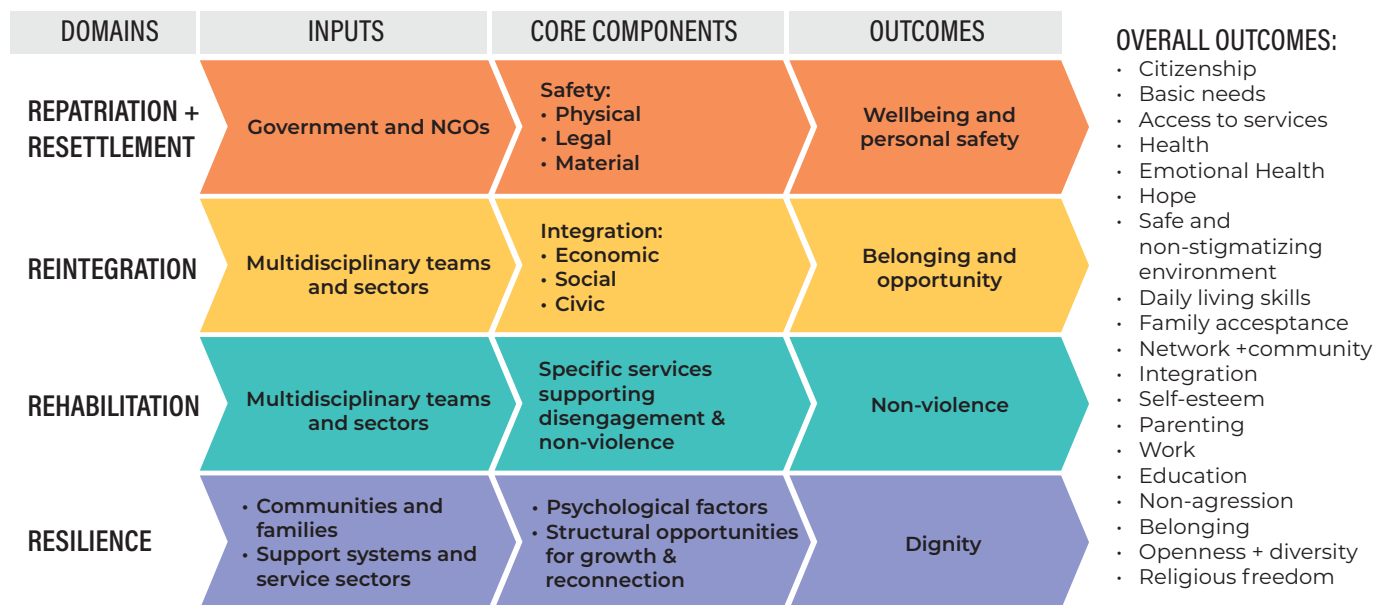 DOMAINS
INPUTS
CORE COMPONENTS
OUTCOMES
REPATRIATION +
RESETTLEMENT
Government and NGOs
Safety:
• Physical
• Legal
• Material
Wellbeing and
personal safety
REINTEGRATION
Multidisciplinary teams
and sectors
Integration:
• Economic
• Social
• Civic
Belonging and
opportunity
REHABILITATION
Multidisciplinary teams
and sectors
Specific services
supporting
disengagement &
non-violence
Non-violence
RESILIENCE
• Communities and
families
• Support systems and
service sectors
• Psychological factors
• Structural opportunities
for growth &
reconnection
Dignity
OVERALL OUTCOMES:
• Citizenship
• Basic needs
• Access to services
• Health
• Emotional Health
• Hope
• Safe and
non-stigmatizing
environment
• Daily living skills
• Family accesptance
• Network +community
• Integration
• Self-esteem
• Parenting
• Work
• Education
• Non-agression
• Belonging
• Openness + diversity
• Religious freedom